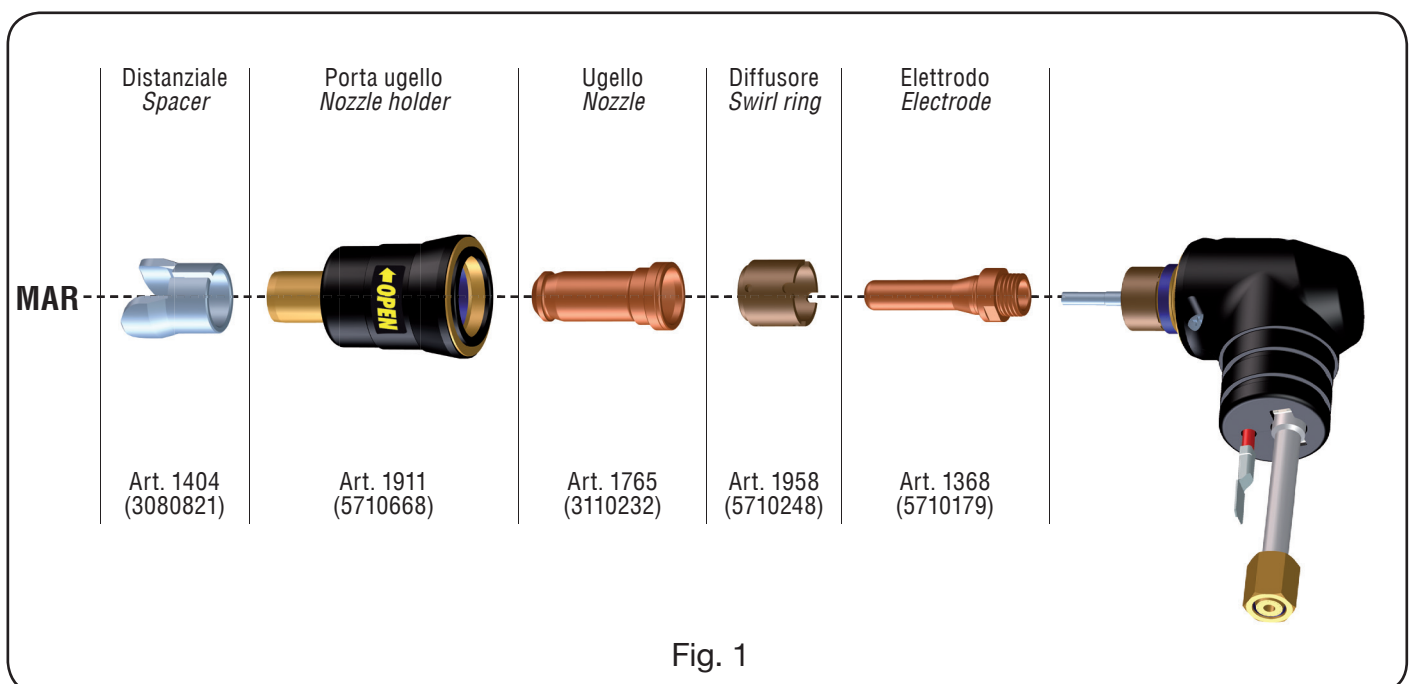 Distanziale
Spacer
Porta ugello
Nozzle holder
Ugello
Nozzle
Diffusore
Swirl ring
Elettrodo
Electrode
MAR
OPEN
Art. 1404
(3080821)
Art. 1911
(5710668)
Art. 1765
(3110232)
Art. 1958
(5710248)
Art. 1368
(5710179)
Fig. 1